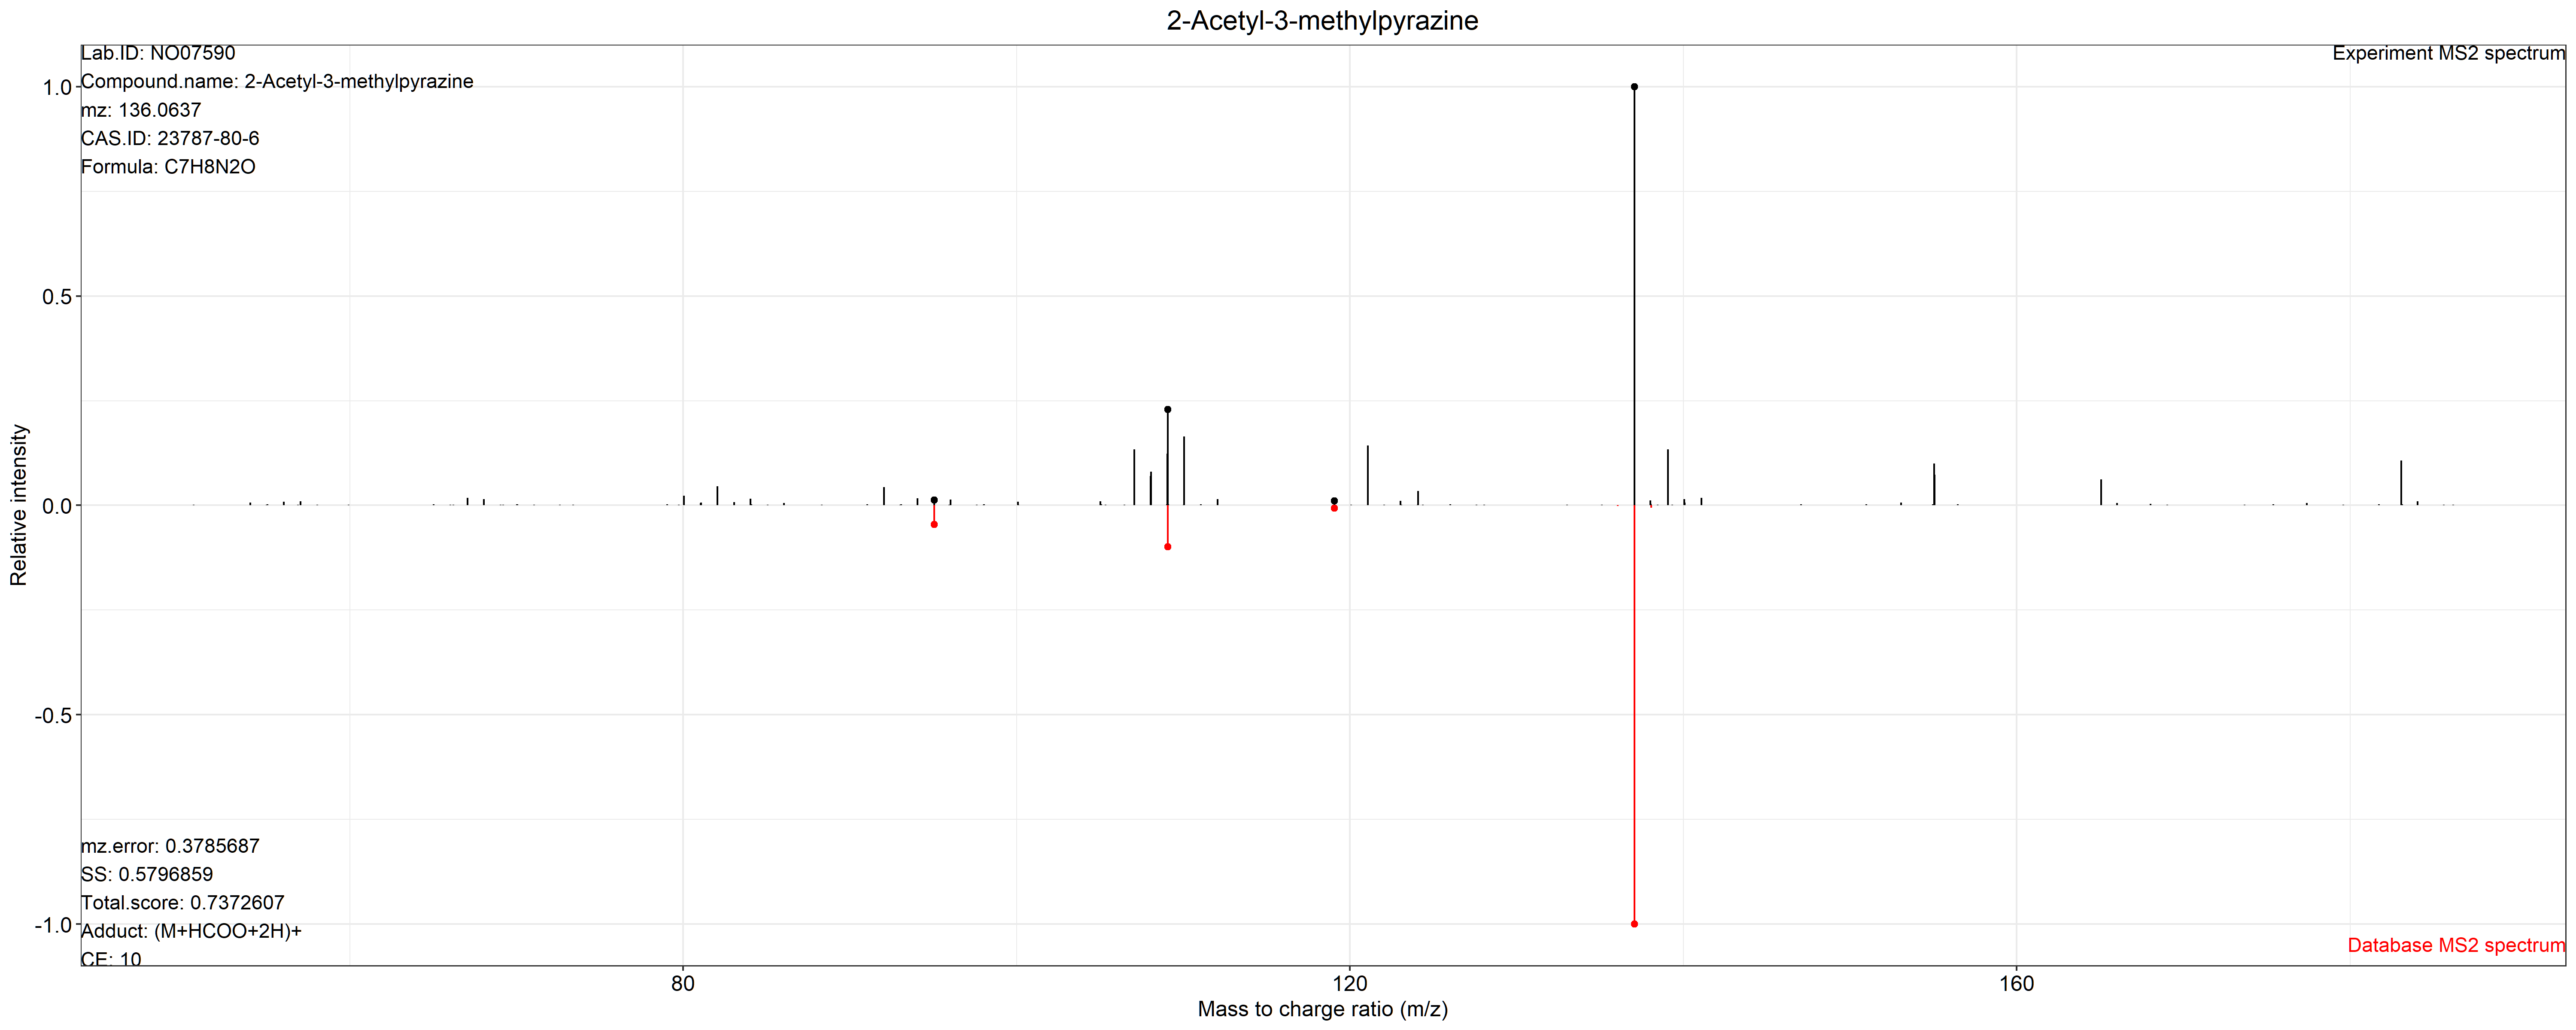 2-Acetyl-3-methylpyrazine
Lab.ID: NO07590
Experiment MS2 spectrum
Compound.name: 2-Acetyl-3-methylpyrazine
mz: 136.0637
CAS.ID: 23787-80-6
Formula: C7H8N2O
1.0
0.5
0.0
-0.5
-1.0
Relative intensity
mz.error: 0.3785687
SS: 0.5796859
Total.score: 0.7372607
Adduct: (M+HCOO+2H)+
CE: 10
Database MS2 spectrum
80
120
160
Mass to charge ratio (m/z)